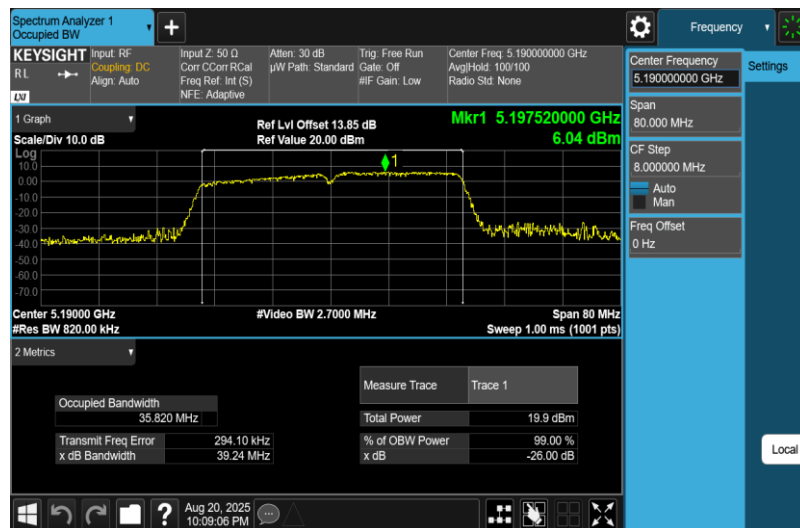 Spectrum Analyzer 1
Occupied BW
Frequency
KEYSIGHT
RL
LXI
Input: RF
Coupling: DC
Align: Auto
Input Z: 50 Ω
Corr CCorr RCal
Freq Ref: Int (S)
NFE: Adaptive
Atten: 30 dB
µW Path: Standard
Trig: Free Run
Gate: Off
#IF Gain: Low
Center Freq: 5.190000000 GHz
Avg|Hold: 100/100
Radio Std: None
1 Graph
Scale/Div 10.0 dB
Ref Lvl Offset 13.85 dB
Ref Value 20.00 dBm
Mkr1 5.197520000 GHz
6.04 dBm
Log
10.0
0.00
-10.0
-20.0
-30.0
-40.0
-50.0
-60.0
-70.0
1
Center 5.19000 GHz
#Res BW 820.00 kHz
#Video BW 2.7000 MHz
Span 80 MHz
Sweep 1.00 ms (1001 pts)
2 Metrics
Occupied Bandwidth
35.820 MHz
Transmit Freq Error 294.10 kHz
x dB Bandwidth 39.24 MHz
Measure Trace Trace 1
Total Power 19.9 dBm
% of OBW Power 99.00 %
x dB -26.00 dB
Center Frequency
5.190000000 GHz
Span
80.000 MHz
CF Step
8.000000 MHz
Auto
Man
Freq Offset
0 Hz
Settings
Local
?
Aug 20, 2025
10:09:06 PM